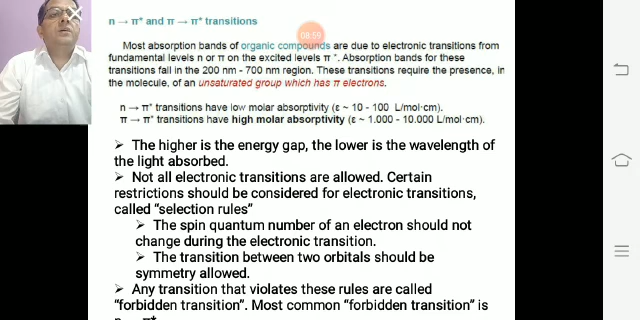 n → π* and π → π* transitions
08:59
Most absorption bands of organic compounds are due to electronic transitions from
fundamental levels n or π on the excited levels π *. Absorption bands for these
transitions fall in the 200 nm - 700 nm region. These transitions require the presence, in
the molecule, of an unsaturated group which has π electrons.
n → π* transitions have low molar absorptivity (ε ~ 10 - 100 L/mol·cm).
π → π* transitions have high molar absorptivity (ε ~ 1.000 - 10.000 L/mol·cm).
➢ The higher is the energy gap, the lower is the wavelength of
the light absorbed.
➢ Not all electronic transitions are allowed. Certain
restrictions should be considered for electronic transitions,
called “selection rules”
➢ The spin quantum number of an electron should not
change during the electronic transition.
➢ The transition between two orbitals should be
symmetry allowed.
➢ Any transition that violates these rules are called
“forbidden transition”. Most common “forbidden transition” is
n → π*